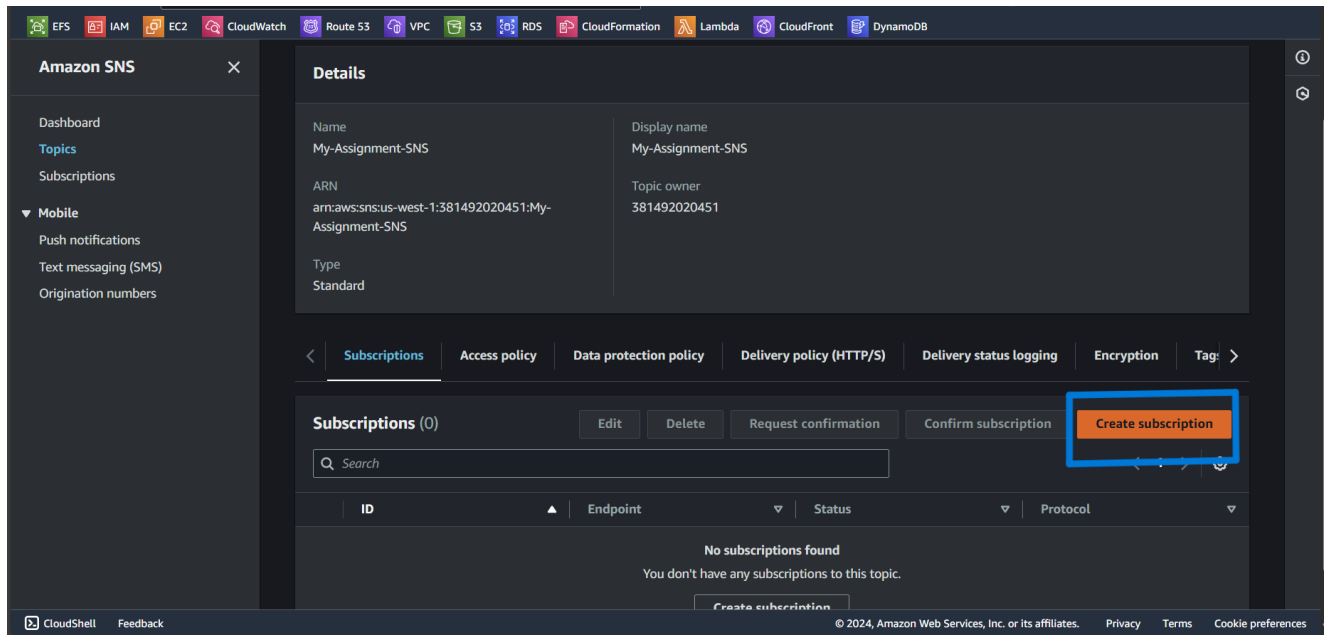 EFS IAM EC2 CloudWatch Route 53 VPC S3 RDS CloudFormation Lambda CloudFront DynamoDB
Amazon SNS
Dashboard
Topics
Subscriptions
Mobile
Push notifications
Text messaging (SMS)
Origination numbers
Details
Name
My-Assignment-SNS
ARN
arn:aws:sns:us-west-1:381492020451:My-
Assignment-SNS
Type
Standard
Display name
My-Assignment-SNS
Topic owner
381492020451
Subscriptions Access policy Data protection policy Delivery policy (HTTP/S) Delivery status logging Encryption
Subscriptions (0) Edit Delete Request confirmation Confirm subscription Create subscription
Search
ID Endpoint Status Protocol
No subscriptions found
You don't have any subscriptions to this topic.
Create subscription
CloudShell Feedback © 2024, Amazon Web Services, Inc. or its affiliates. Privacy Terms Cookie preferences